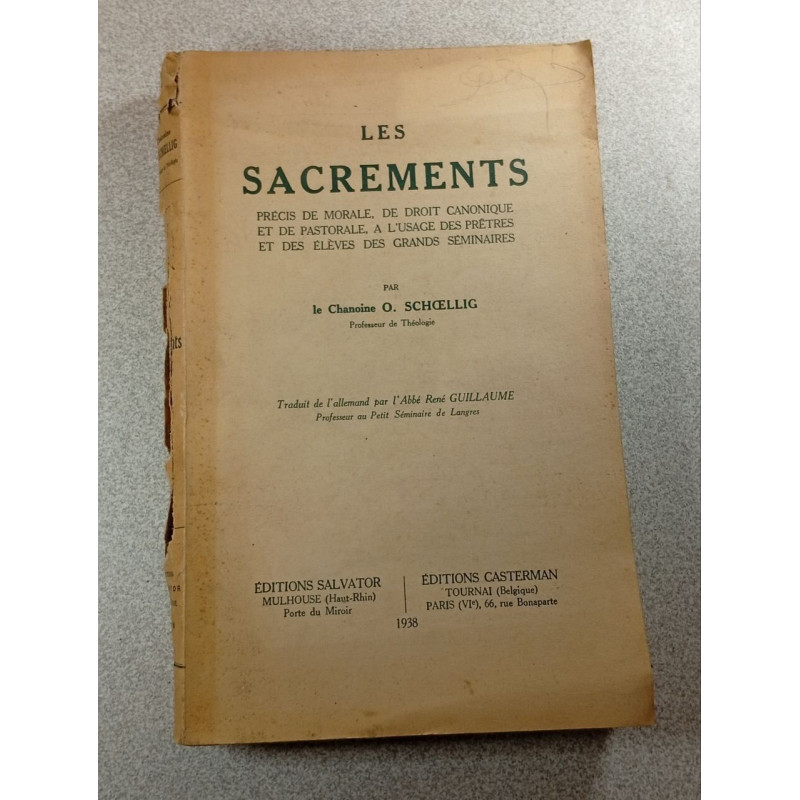 LES
SACREMENTS
PRÉCIS DE MORALE, DE DROIT CANONIQUE
ET DE PASTORALE, A L'USAGE DES PRÊTRES
ET DES ÉLÈVES DES GRANDS SÉMINAIRES
PAR
le Chanoine O. SCHŒLLIG
Professeur de Théologie
Traduit de l'allemand par l'Abbé René GUILLAUME
Professeur au Petit Séminaire de Langres
ÉDITIONS SALVATOR
MULHOUSE (Haut-Rhin)
Porte du Miroir
ÉDITIONS CASTERMAN
TOURNAI (Belgique)
PARIS (VIe), 66, rue Bonaparte
1938